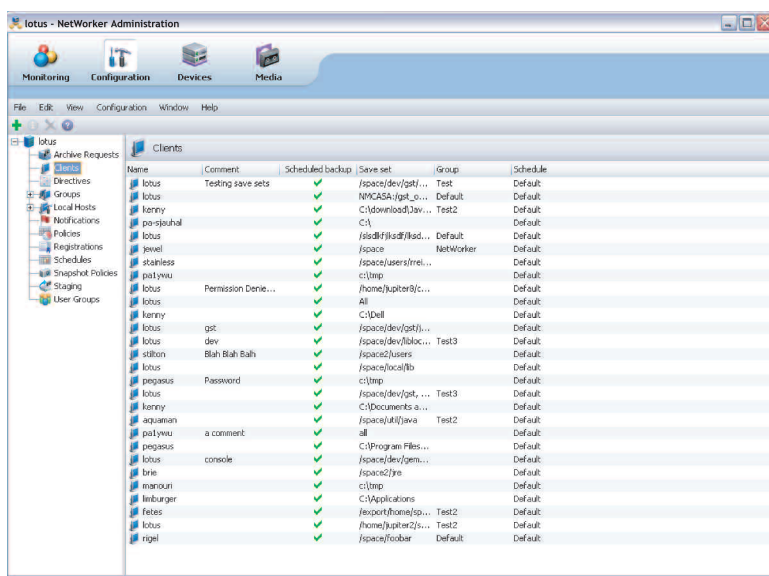 lotus - NetWorker Administration
Monitoring Configuration Devices Media
File Edit View Configuration Window Help
lotus
Archive Requests
Clients
Directives
Groups
Local Hosts
Notifications
Policies
Registrations
Schedules
Snapshot Policies
Staging
User Groups
Clients
Name Comment Scheduled backup Save set Group Schedule
lotus Testing save sets /space/dev/gst/... Test Default
lotus NMCASA:/gst_o... Default Default
kenny C:\download\Jav... Test2 Default
pa-sjauhal C:\ Default
lotus Default Default
jewel /space NetWorker Default
stainless /space/users/rrei... Default
pa1ywu c:\tmp Default
lotus Permission Denie... /home/jupiter8/c... Default
lotus All Default
kenny C:\Dell Default
lotus gst /space/dev/gst/j... Default
lotus dev /space/dev/libloc... Test3 Default
stilton Blah Blah Balh /space2/users Default
lotus /space/local/lib Default
pegasus Password c:\tmp Default
lotus /space/dev/gst, ... Test3 Default
kenny C:\Documents a... Default
aquaman /space/util/java Test2 Default
pa1ywu a comment all Default
pegasus C:\Program Files... Default
lotus console /space/dev/gem... Default
brie /space2/jre Default
manouri c:\tmp Default
limburger C:\Applications Default
fetes /export/home/sp... Test2 Default
lotus /home/jupiter2/s... Test2 Default
rigel /space/foobar Default Default